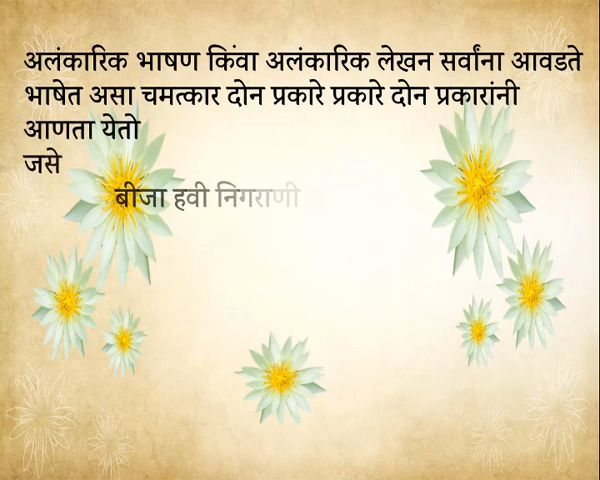 अलंकारिक भाषण किंवा अलंकारिक लेखन सर्वांना आवडते
भाषेत असा चमत्कार दोन प्रकारे प्रकारे दोन प्रकारांनी
आणता येतो
जसे
बीजा हवी निगराणी